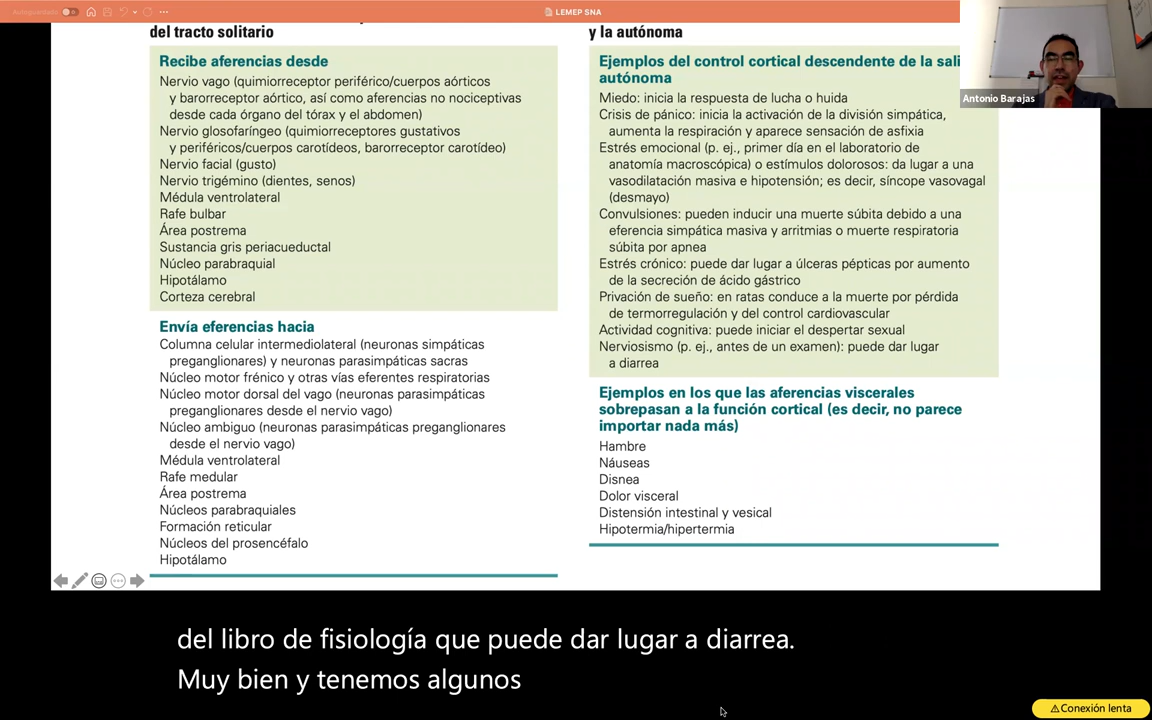 Autoguardado
LEMEP SNA
del tracto solitario
Recibe aferencias desde
Nervio vago (quimiorreceptor periférico/cuerpos aórticos
y barorreceptor aórtico, así como aferencias no nociceptivas
desde cada órgano del tórax y el abdomen)
Nervio glosofaríngeo (quimiorreceptores gustativos
y periféricos/cuerpos carotídeos, barorreceptor carotídeo)
Nervio facial (gusto)
Nervio trigémino (dientes, senos)
Médula ventrolateral
Rafe bulbar
Área postrema
Sustancia gris periacueductal
Núcleo parabraquial
Hipotálamo
Corteza cerebral
Envía eferencias hacia
Columna celular intermediolateral (neuronas simpáticas
preganglionares) y neuronas parasimpáticas sacras
Núcleo motor frénico y otras vías eferentes respiratorias
Núcleo motor dorsal del vago (neuronas parasimpáticas
preganglionares desde el nervio vago)
Núcleo ambiguo (neuronas parasimpáticas preganglionares
desde el nervio vago)
Médula ventrolateral
Rafe medular
Área postrema
Núcleos parabraquiales
Formación reticular
Núcleos del prosencéfalo
Hipotálamo
y la autónoma
Ejemplos del control cortical descendente de la sali
autónoma
Miedo: inicia la respuesta de lucha o huida
Crisis de pánico: inicia la activación de la división simpática,
aumenta la respiración y aparece sensación de asfixia
Estrés emocional (p. ej., primer día en el laboratorio de
anatomía macroscópica) o estímulos dolorosos: da lugar a una
vasodilatación masiva e hipotensión; es decir, síncope vasovagal
(desmayo)
Convulsiones: pueden inducir una muerte súbita debido a una
eferencia simpática masiva y arritmias o muerte respiratoria
súbita por apnea
Estrés crónico: puede dar lugar a úlceras pépticas por aumento
de la secreción de ácido gástrico
Privación de sueño: en ratas conduce a la muerte por pérdida
de termorregulación y del control cardiovascular
Actividad cognitiva: puede iniciar el despertar sexual
Nerviosismo (p. ej., antes de un examen): puede dar lugar
a diarrea
Ejemplos en los que las aferencias viscerales
sobrepasan a la función cortical (es decir, no parece
importar nada más)
Hambre
Náuseas
Disnea
Dolor visceral
Distensión intestinal y vesical
Hipotermia/hipertermia
Antonio Barajas
del libro de fisiología que puede dar lugar a diarrea.
Muy bien y tenemos algunos
Conexión lenta